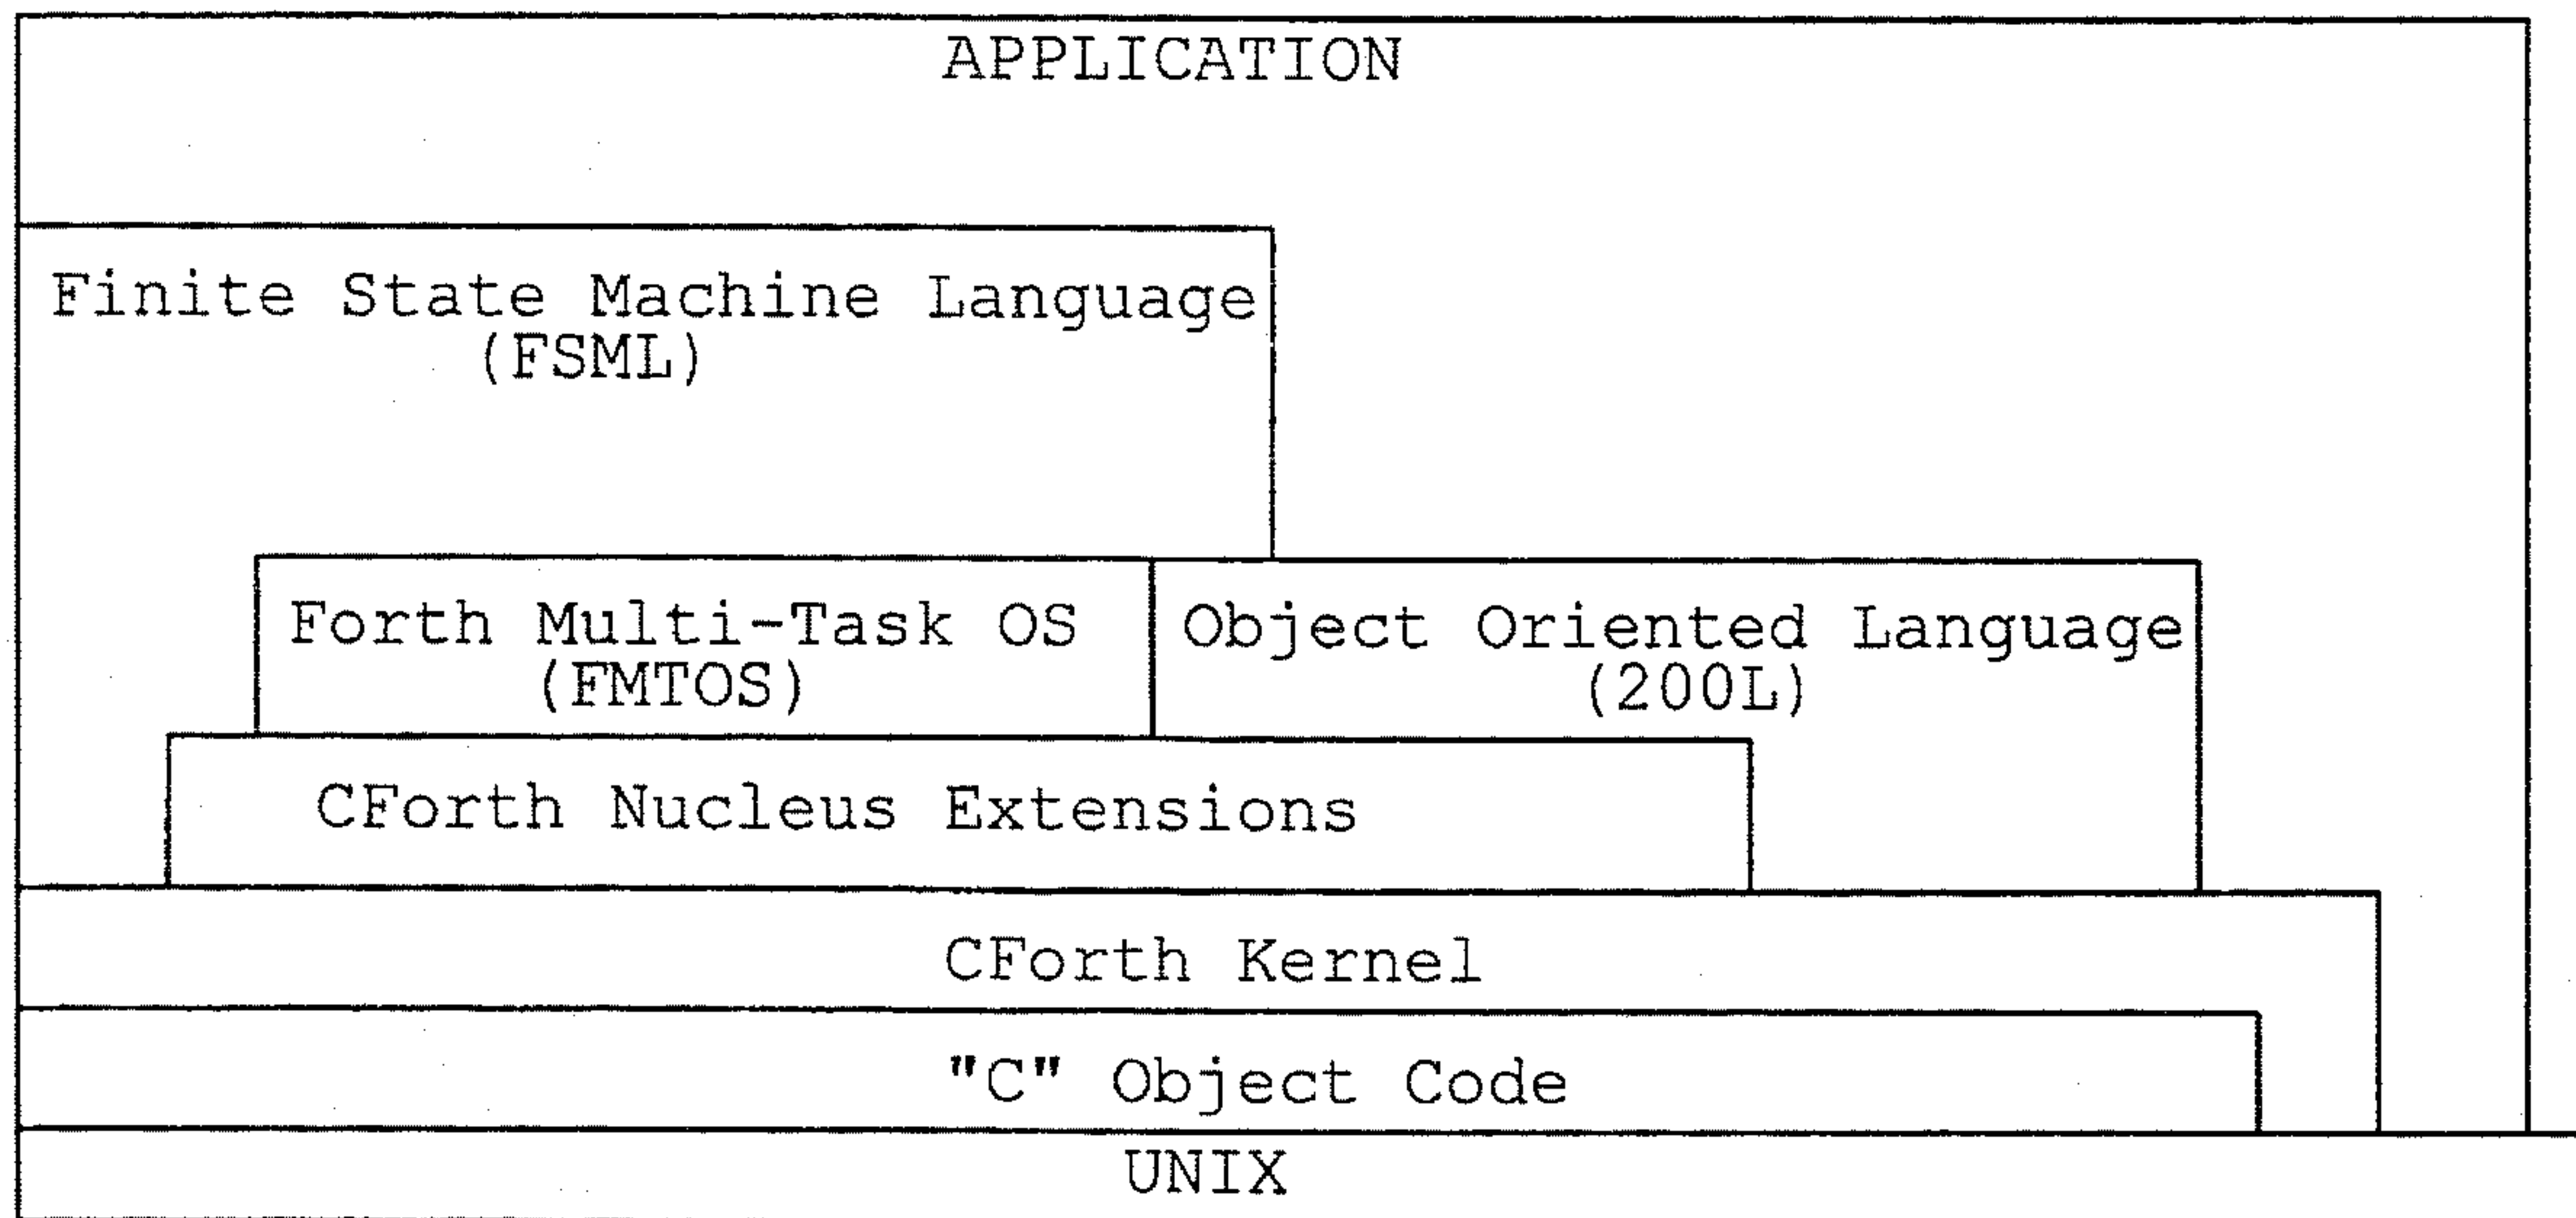 APPLICATION
Finite State Machine Language
(FSML)
Forth Multi-Task OS
(FMTOS)
Object Oriented Language
(200L)
CForth Nucleus Extensions
CForth Kernel
"C" Object Code
UNIX